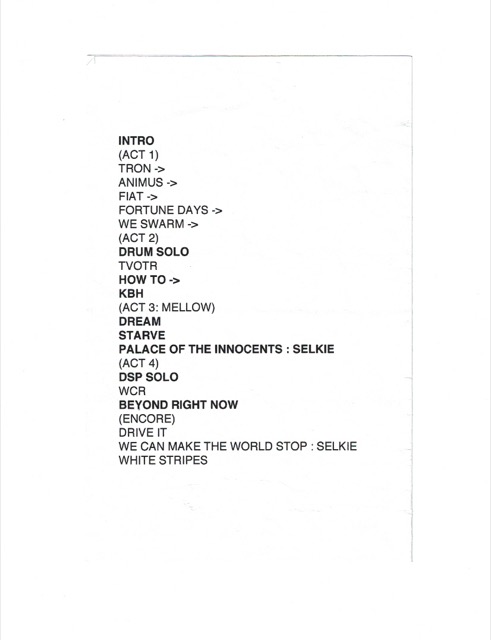 INTRO
(ACT 1)
TRON ->
ANIMUS ->
FIAT ->
FORTUNE DAYS ->
WE SWARM ->
(ACT 2)
DRUM SOLO
TVOTR
HOW TO ->
KBH
(ACT 3: MELLOW)
DREAM
STARVE
PALACE OF THE INNOCENTS : SELKIE
(ACT 4)
DSP SOLO
WCR
BEYOND RIGHT NOW
(ENCORE)
DRIVE IT
WE CAN MAKE THE WORLD STOP : SELKIE
WHITE STRIPES